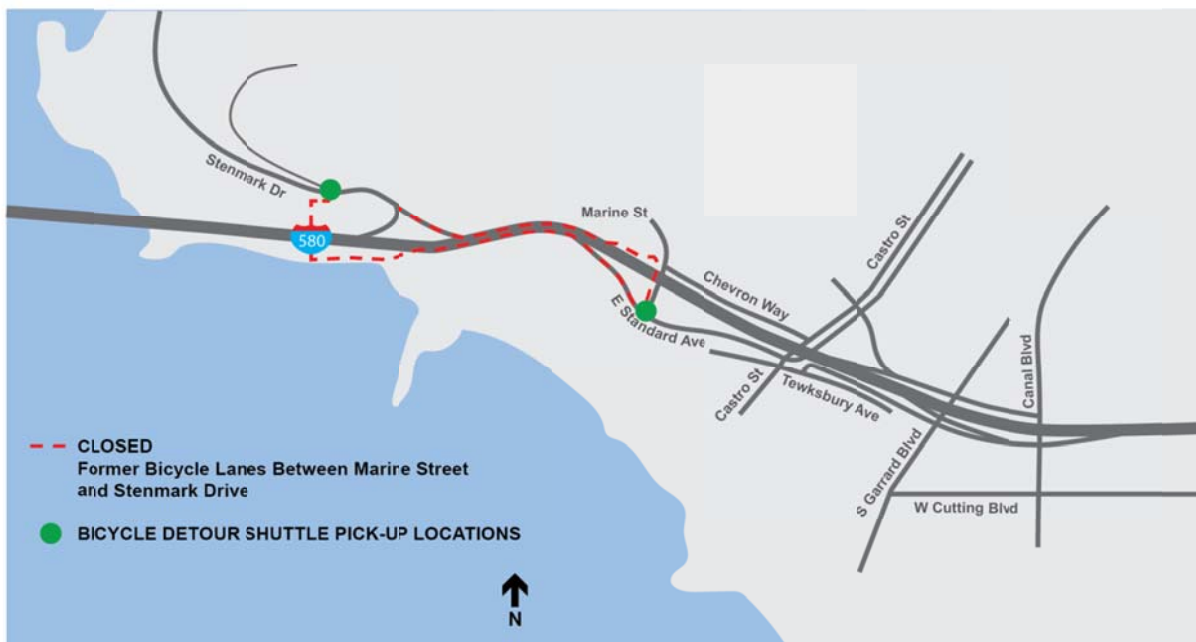 Stenmark Dr
580
Marine St
Castro St
Chevron Way
E Standard Ave
Castro St
Tewksbury Ave
Canal Blvd
S Garrard Blvd
W Cutting Blvd
CLOSED
Former Bicycle Lanes Between Marire Street
and Stenmark Drive
BICYCLE DETOUR SHUTTLE PICK-UP LOCATIONS
N